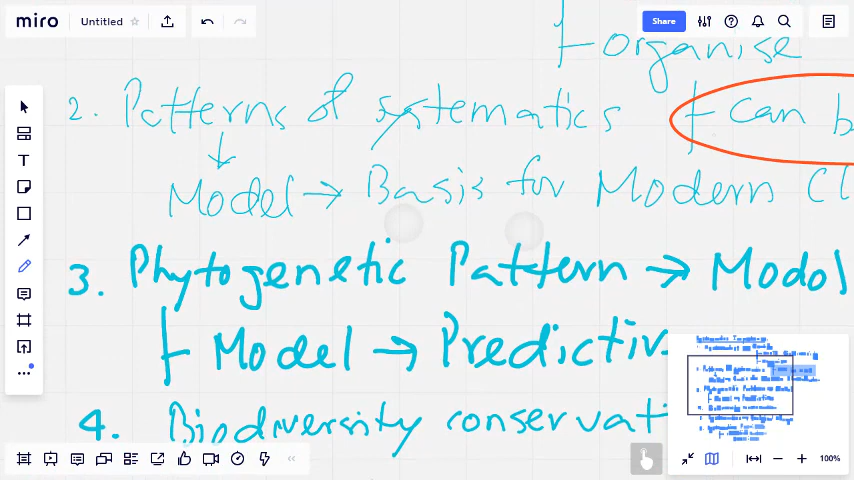 miro Untitled Share
├ organise
2. Patterns of systematics ├ Can b
↓
Model → Basis for Modern Cl
3. Phytogenetic Pattern → Modol
├ Model → Predictiv
4. Biodiversity conservati
100%